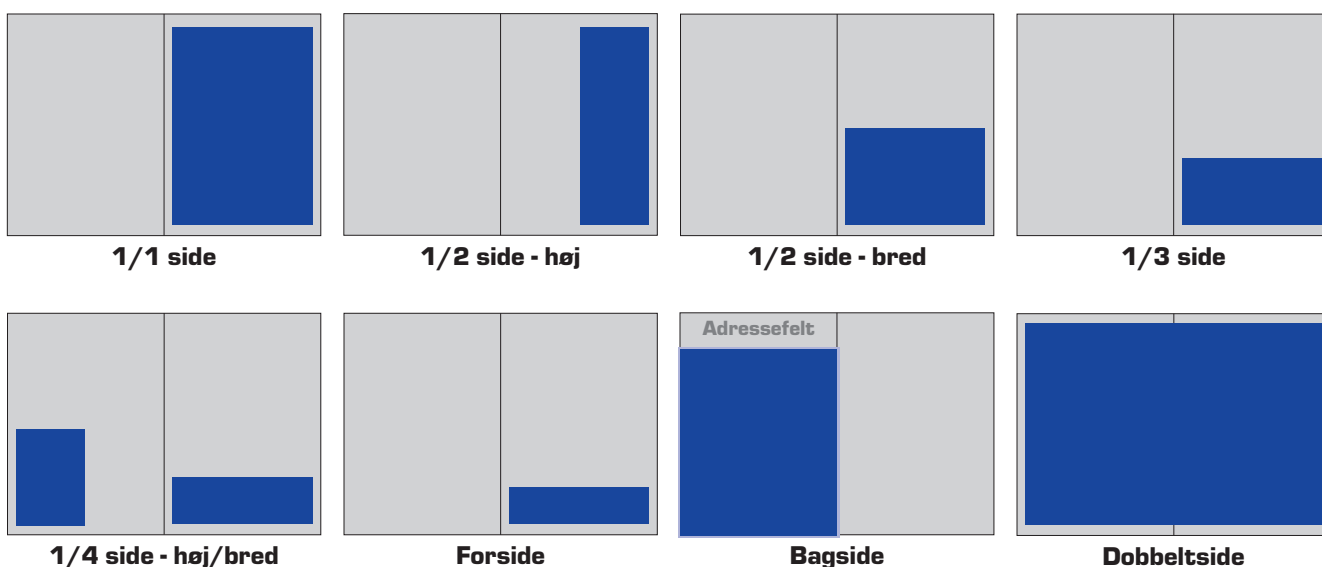 1/1 side
1/2 side - høj
1/2 side - bred
1/3 side
Adressefelt
1/4 side - høj/bred
Forside
Bagside
Dobbeltside